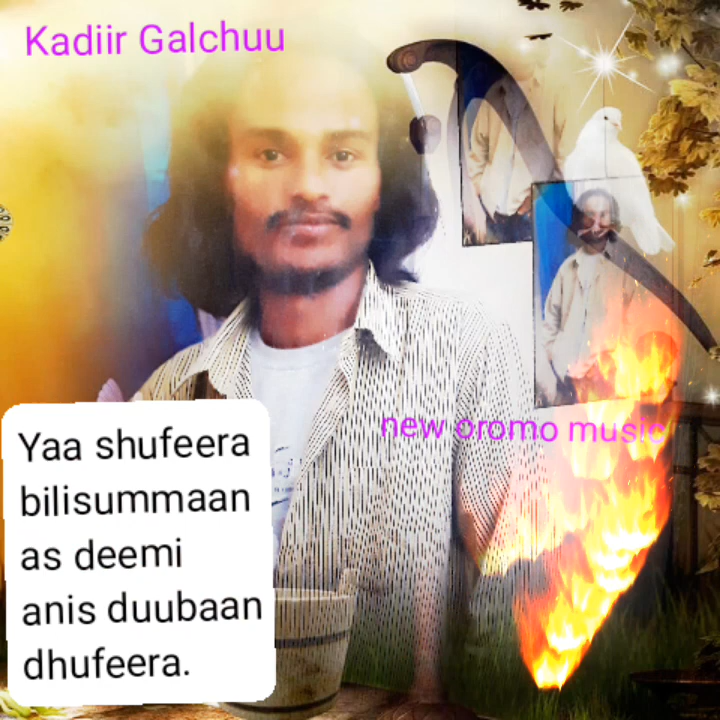 Kadiir Galchuu
new oromo music
Yaa shufeera
bilisummaan
as deemi
anis duubaan
dhufeera.